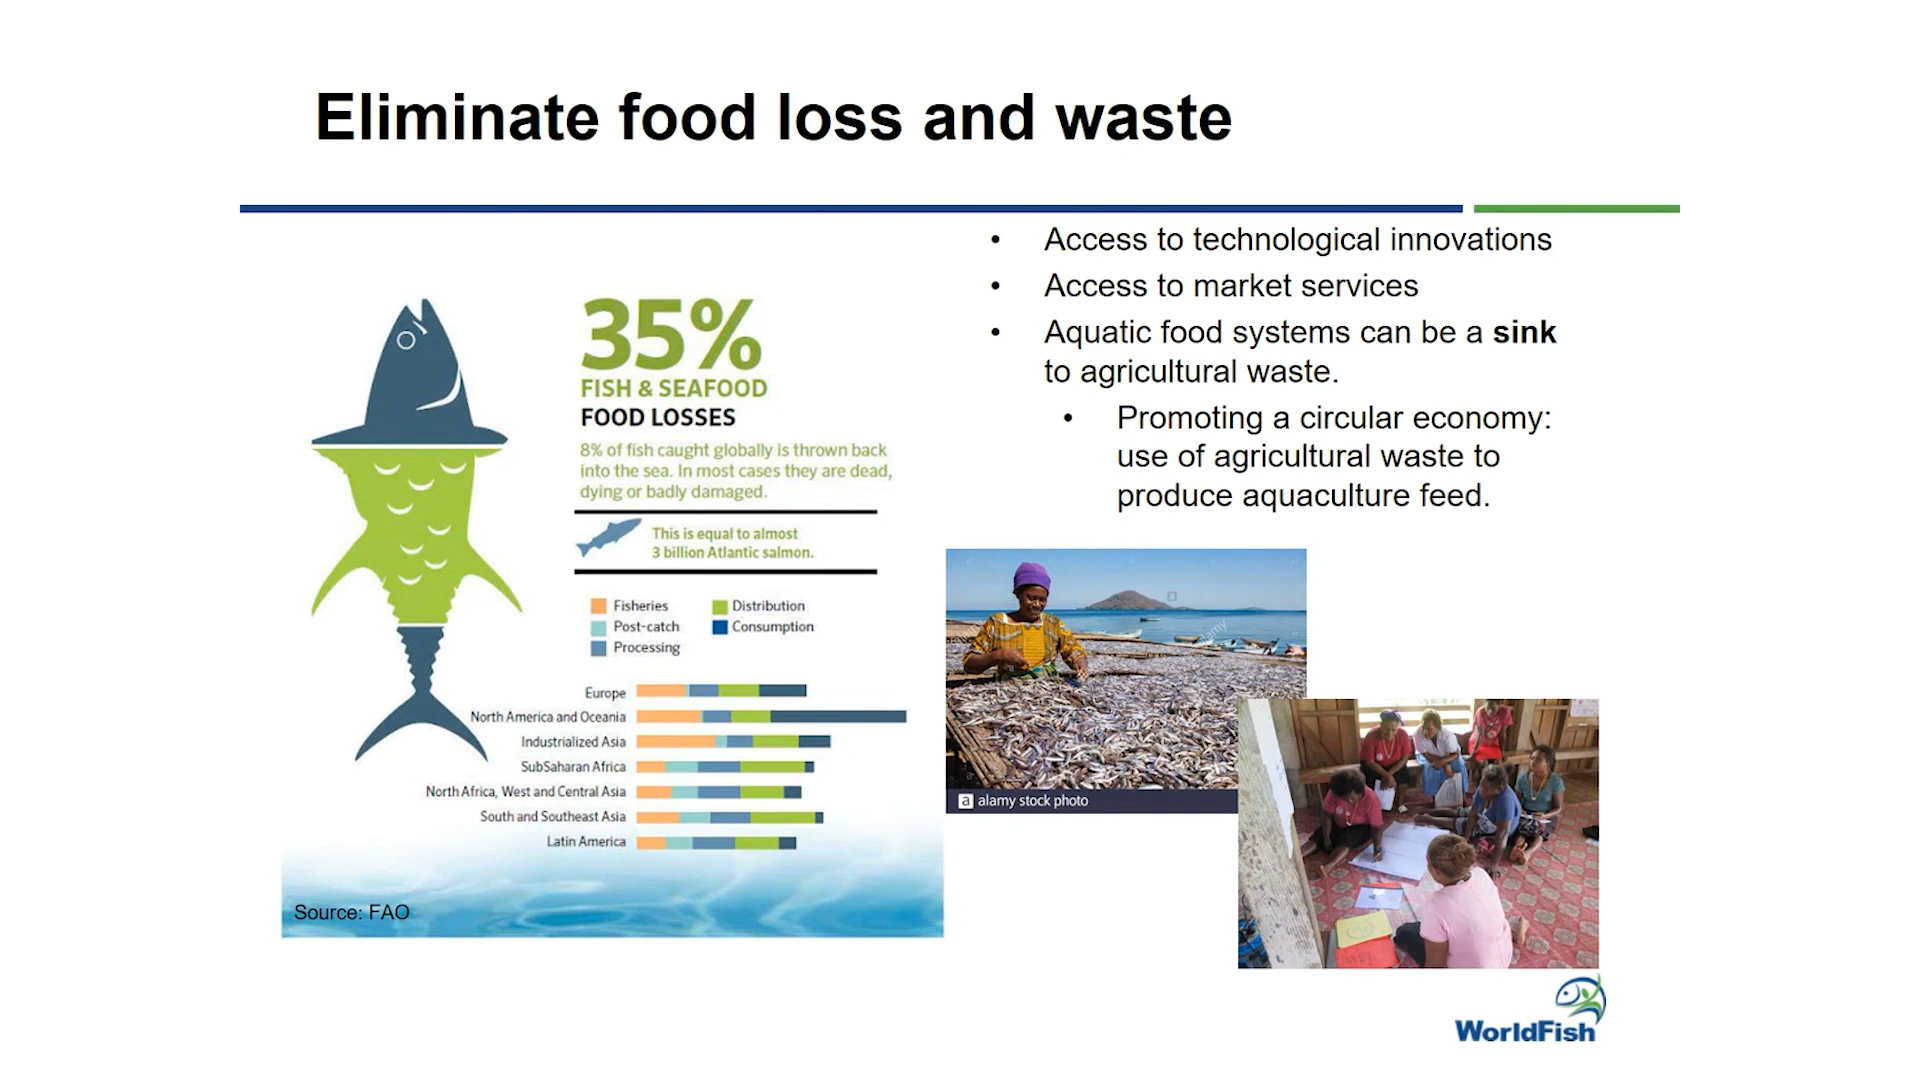 Eliminate food loss and waste
35%
FISH & SEAFOOD
FOOD LOSSES
8% of fish caught globally is thrown back
into the sea. In most cases they are dead,
dying or badly damaged.
This is equal to almost
3 billion Atlantic salmon.
Fisheries
Post-catch
Processing
Distribution
Consumption
Europe
North America and Oceania
Industrialized Asia
SubSaharan Africa
North Africa, West and Central Asia
South and Southeast Asia
Latin America
Source: FAO
• Access to technological innovations
• Access to market services
• Aquatic food systems can be a sink
to agricultural waste.
• Promoting a circular economy:
use of agricultural waste to
produce aquaculture feed.
a
alamy
a alamy stock photo
WorldFish